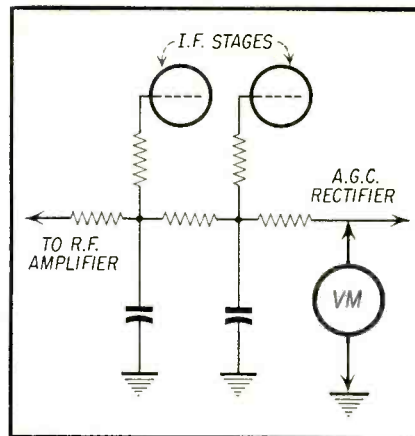 I.F. STAGES
A.G.C.
RECTIFIER
TO R.F.
AMPLIFIER
VM